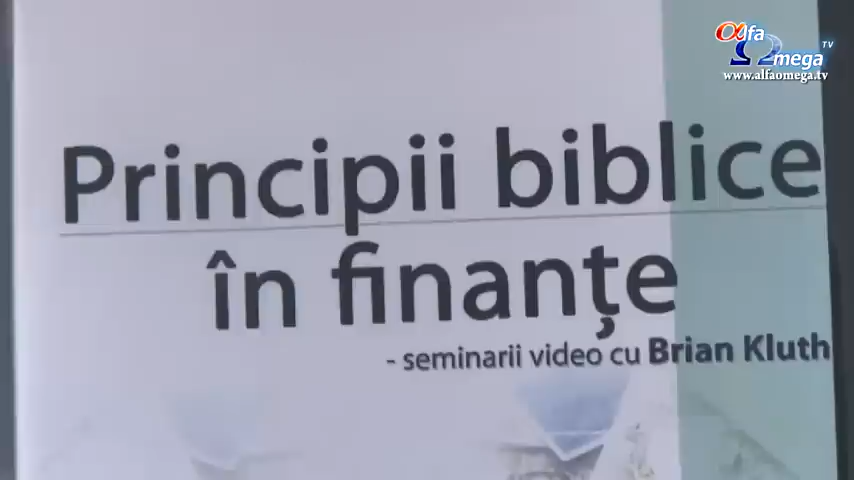 alfa
Omega TV
www.alfaomega.tv
Principii biblice
în finanțe
- seminarii video cu Brian Kluth